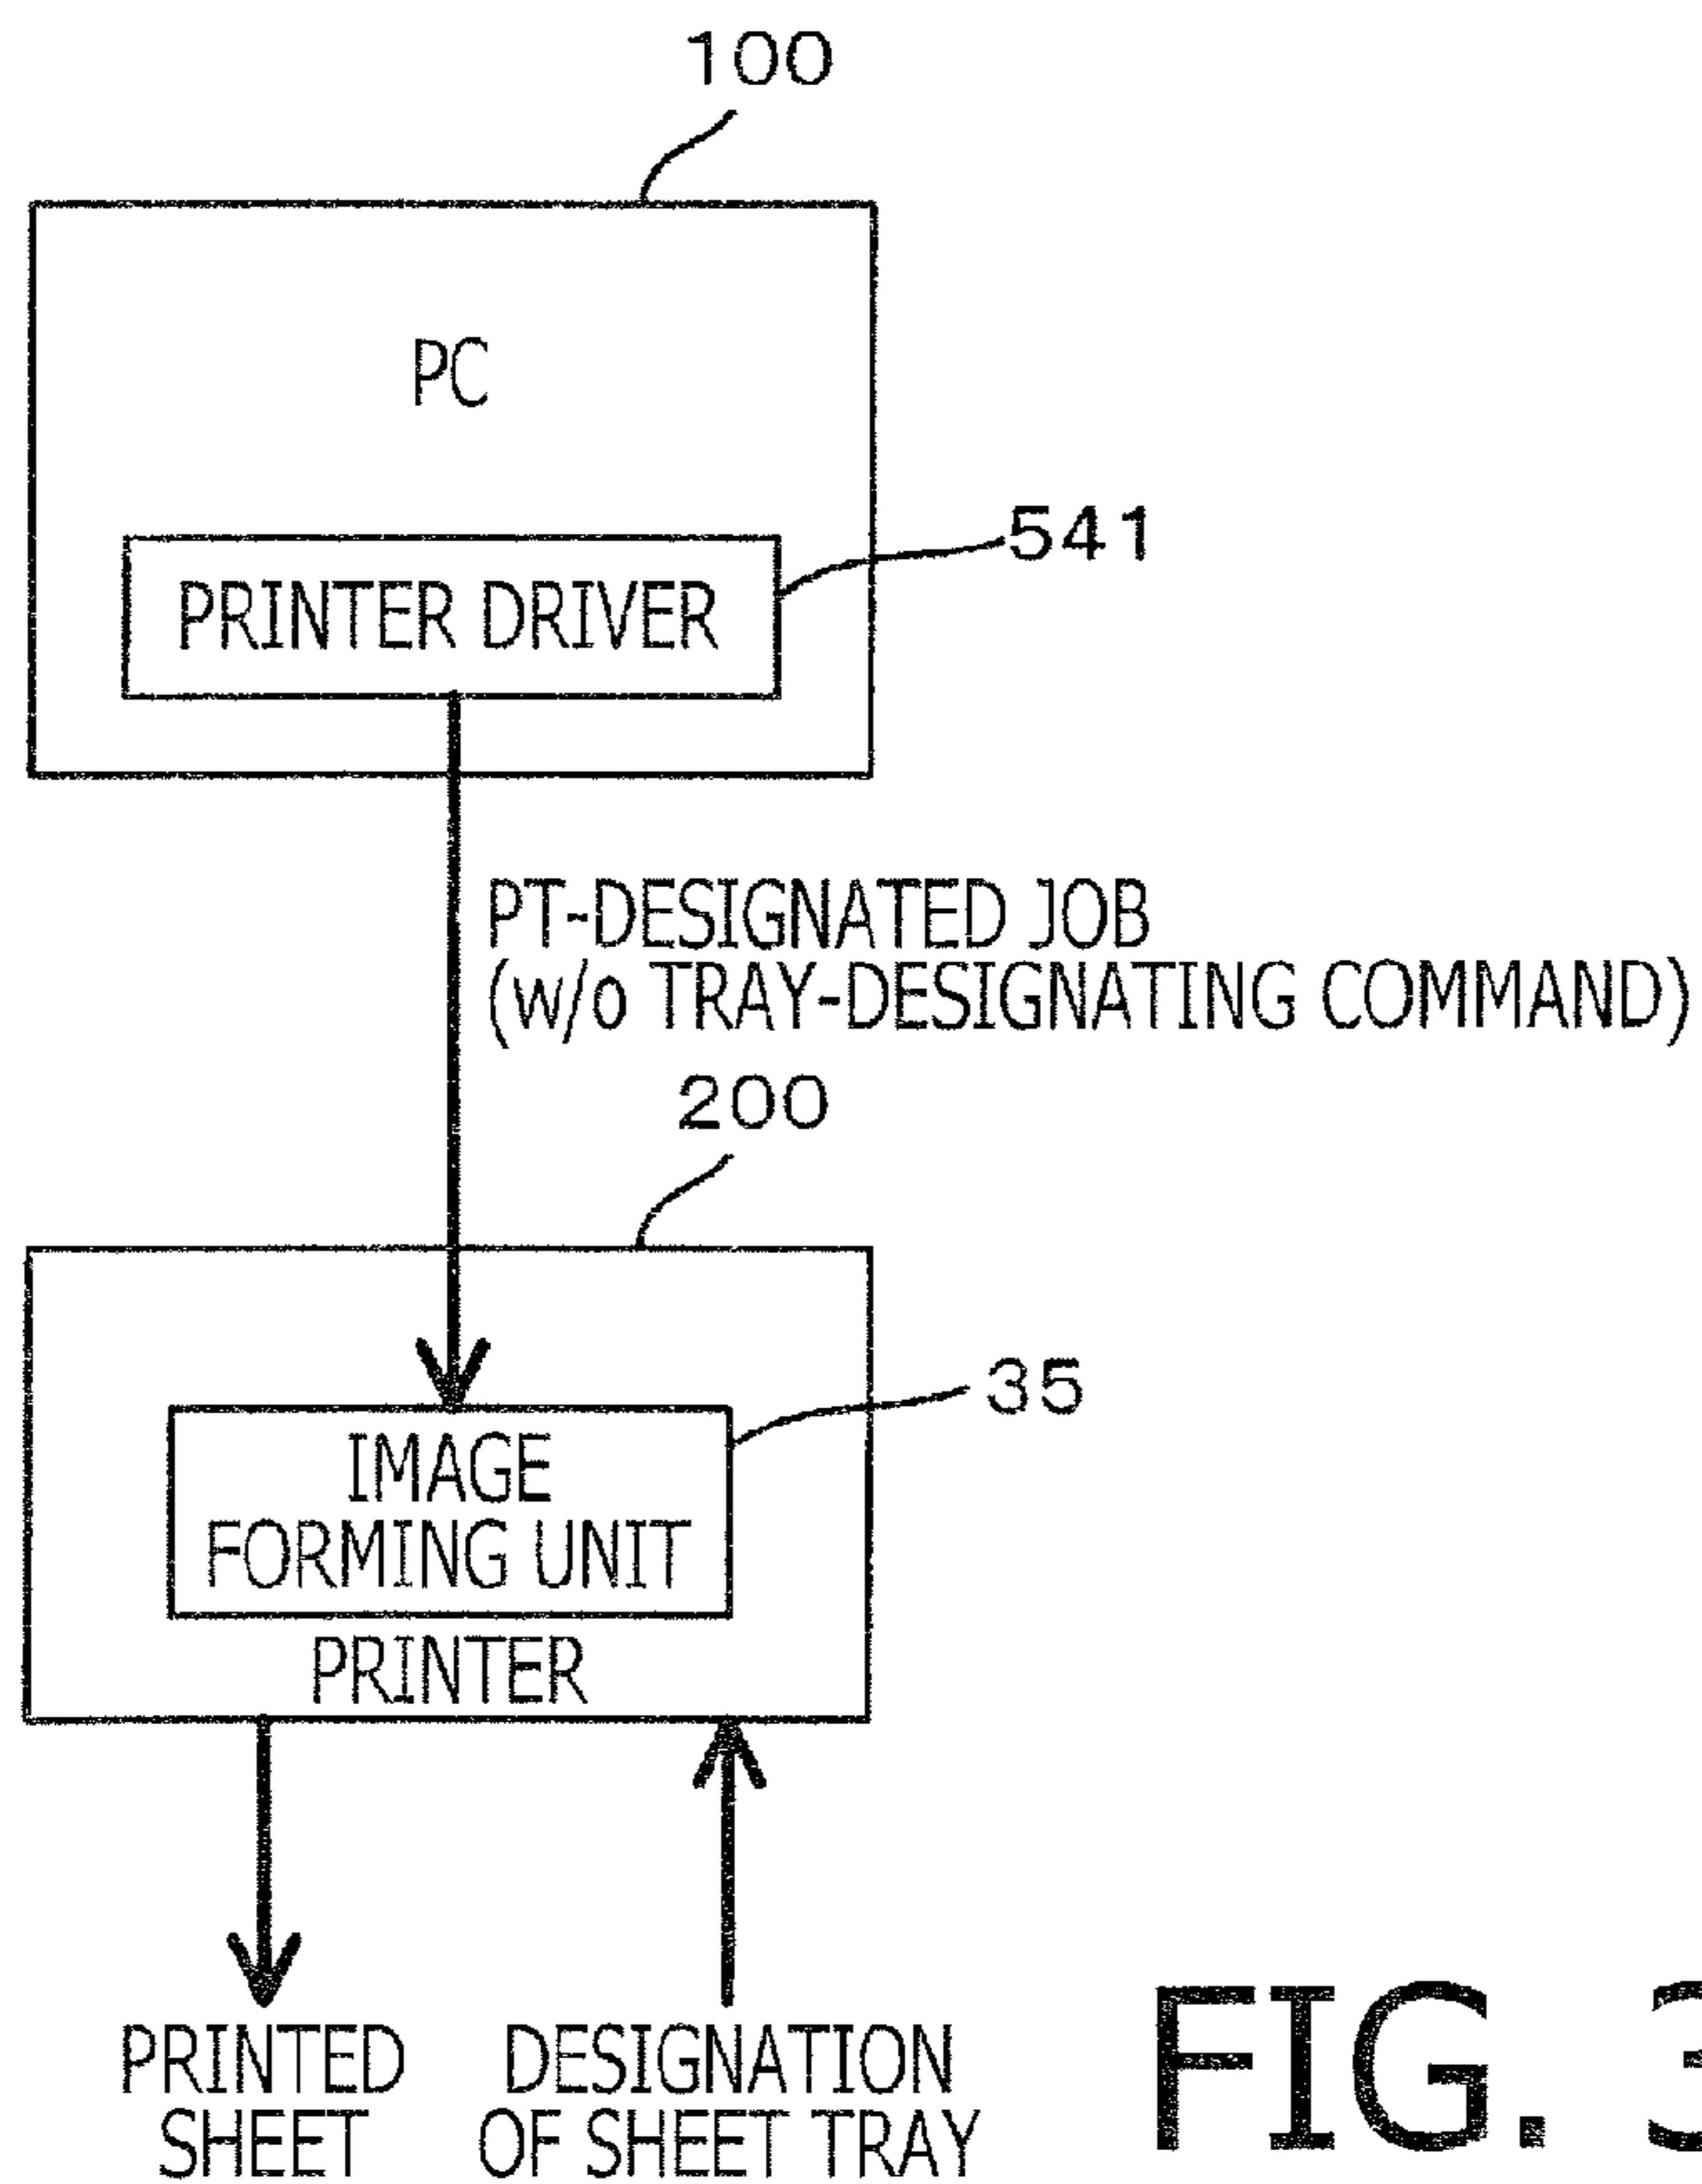 100
PC
541
PRINTER DRIVER
PT-DESIGNATED JOB
(W/o TRAY-DESIGNATING COMMAND)
200
35
IMAGE
FORMING UNIT
PRINTER
PRINTED
SHEET
DESIGNATION
OF SHEET TRAY
FIG.